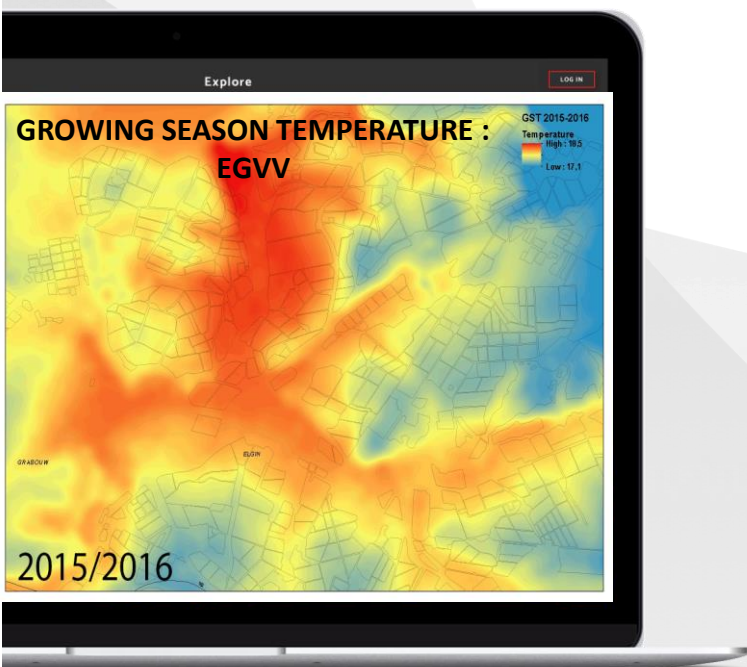 Explore
LOG IN
GROWING SEASON TEMPERATURE :
EGVV
GST 2015-2016
Temperature
High : 18,5
Low : 17,1
GRABOUW
ELGIN
2015/2016